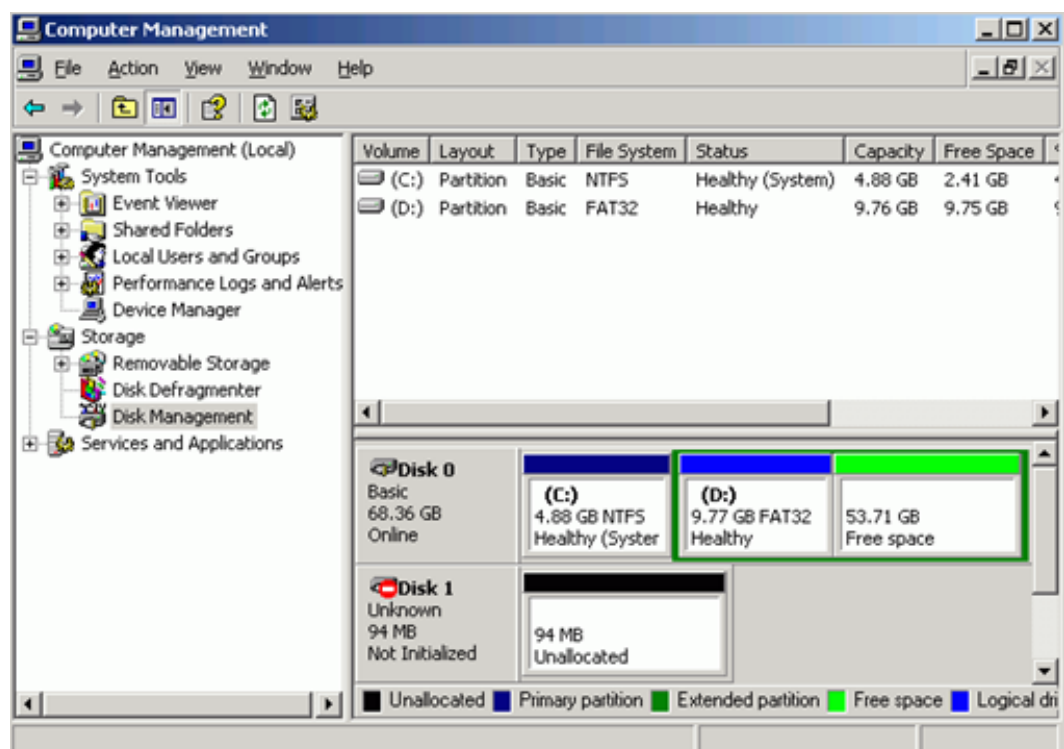 Computer Management
File Action View Window Help
Computer Management (Local)
System Tools
Event Viewer
Shared Folders
Local Users and Groups
Performance Logs and Alerts
Device Manager
Storage
Removable Storage
Disk Defragmenter
Disk Management
Services and Applications
Volume Layout Type File System Status Capacity Free Space
(C:) Partition Basic NTFS Healthy (System) 4.88 GB 2.41 GB
(D:) Partition Basic FAT32 Healthy 9.76 GB 9.75 GB
Disk 0
Basic
68.36 GB
Online
(C:)
4.88 GB NTFS
Healthy (Syster
(D:)
9.77 GB FAT32
Healthy
53.71 GB
Free space
Disk 1
Unknown
94 MB
Not Initialized
94 MB
Unallocated
Unallocated Primary partition Extended partition Free space Logical dri